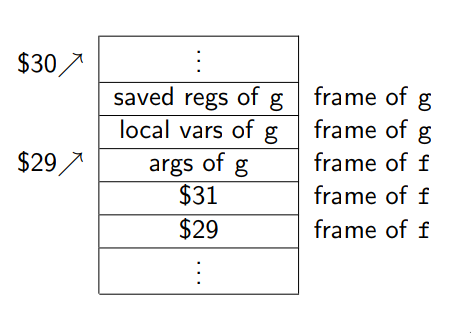 $30 ⋮
saved regs of g frame of g
local vars of g frame of g
$29 args of g frame of f
$31 frame of f
$29 frame of f
⋮